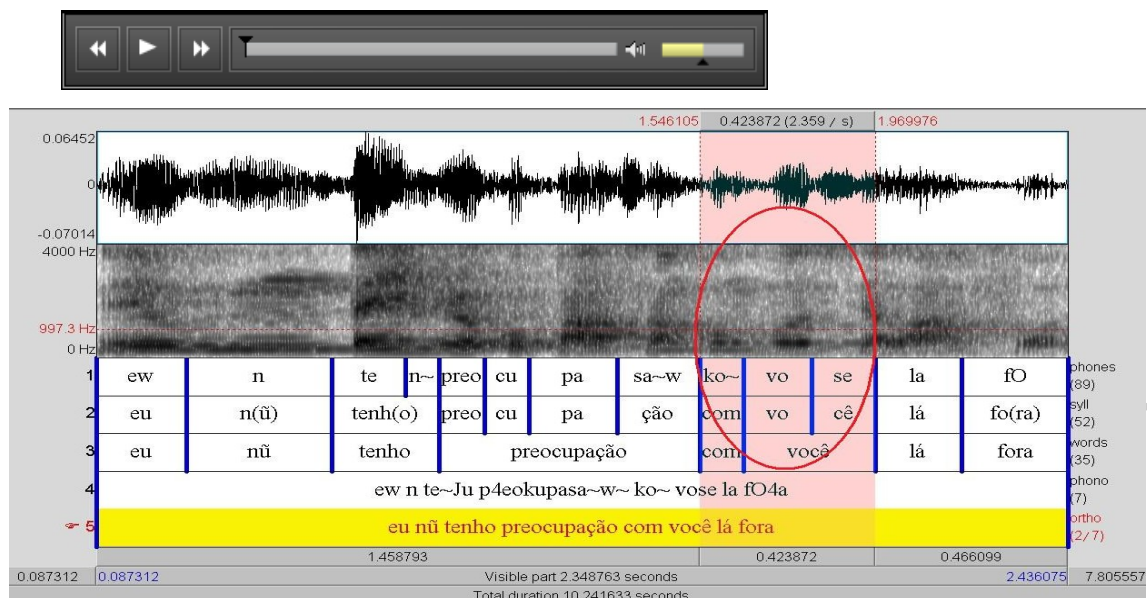 1.546105 0.423872 (2.359 / s) 1.969976
0.06452
0
-0.07014
4000 Hz
997.3 Hz
0 Hz
1 ew n te n~ preo cu pa sa~w ko~ vo se la fO phones (89)
2 eu n(ũ) tenh(o) preo cu pa ção com vo cê lá fo(ra) syll (52)
3 eu nũ tenho preocupação com você lá fora words (35)
4 ew n te~Ju p4eokupasa~w~ ko~ vose la fO4a phono (7)
5 eu nũ tenho preocupação com você lá fora ortho (2/7)
1.458793 0.423872 0.466099
0.087312 0.087312 Visible part 2.348763 seconds 2.436075 7.805557
Total duration 10.241633 seconds